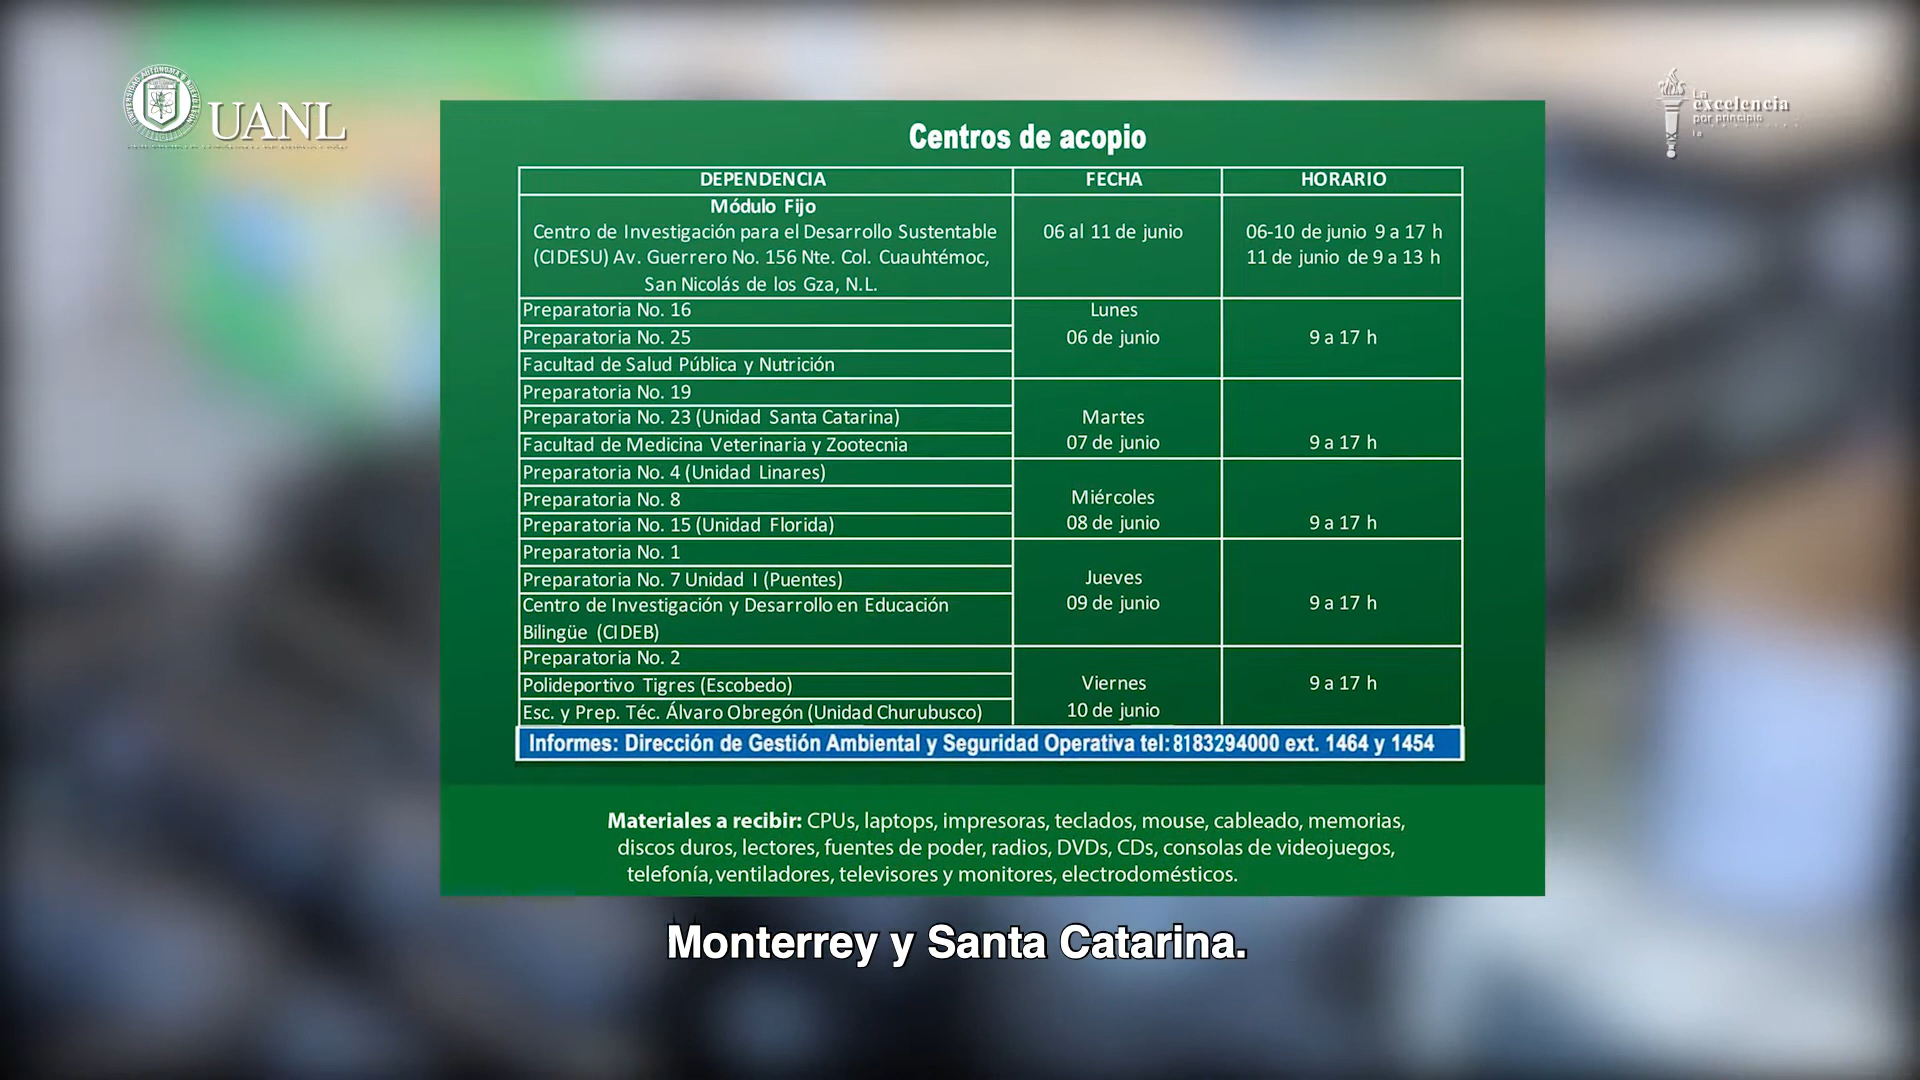 UANL
La
excelencia
por principio
la
Centros de acopio
DEPENDENCIA FECHA HORARIO
Módulo Fijo
Centro de Investigación para el Desarrollo Sustentable 06 al 11 de junio 06-10 de junio 9 a 17 h
(CIDESU) Av. Guerrero No. 156 Nte. Col. Cuauhtémoc, 11 de junio de 9 a 13 h
San Nicolás de los Gza, N.L.
Preparatoria No. 16 Lunes
Preparatoria No. 25 06 de junio 9 a 17 h
Facultad de Salud Pública y Nutrición
Preparatoria No. 19
Preparatoria No. 23 (Unidad Santa Catarina) Martes
Facultad de Medicina Veterinaria y Zootecnia 07 de junio 9 a 17 h
Preparatoria No. 4 (Unidad Linares)
Preparatoria No. 8 Miércoles
Preparatoria No. 15 (Unidad Florida) 08 de junio 9 a 17 h
Preparatoria No. 1
Preparatoria No. 7 Unidad I (Puentes) Jueves
Centro de Investigación y Desarrollo en Educación 09 de junio 9 a 17 h
Bilingüe (CIDEB)
Preparatoria No. 2
Polideportivo Tigres (Escobedo) Viernes 9 a 17 h
Esc. y Prep. Téc. Álvaro Obregón (Unidad Churubusco) 10 de junio
Informes: Dirección de Gestión Ambiental y Seguridad Operativa tel: 8183294000 ext. 1464 y 1454
Materiales a recibir: CPUs, laptops, impresoras, teclados, mouse, cableado, memorias,
discos duros, lectores, fuentes de poder, radios, DVDs, CDs, consolas de videojuegos,
telefonía, ventiladores, televisores y monitores, electrodomésticos.
Monterrey y Santa Catarina.